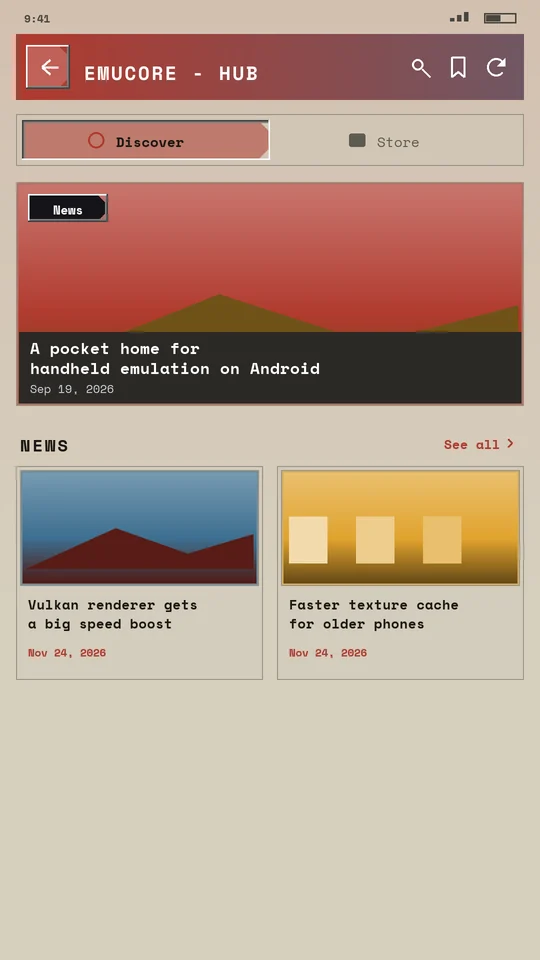 9:41
EMUCORE - HUB
Discover
Store
News
A pocket home for
handheld emulation on Android
Sep 19, 2026
NEWS
See all
Vulkan renderer gets
a big speed boost
Nov 24, 2026
Faster texture cache
for older phones
Nov 24, 2026